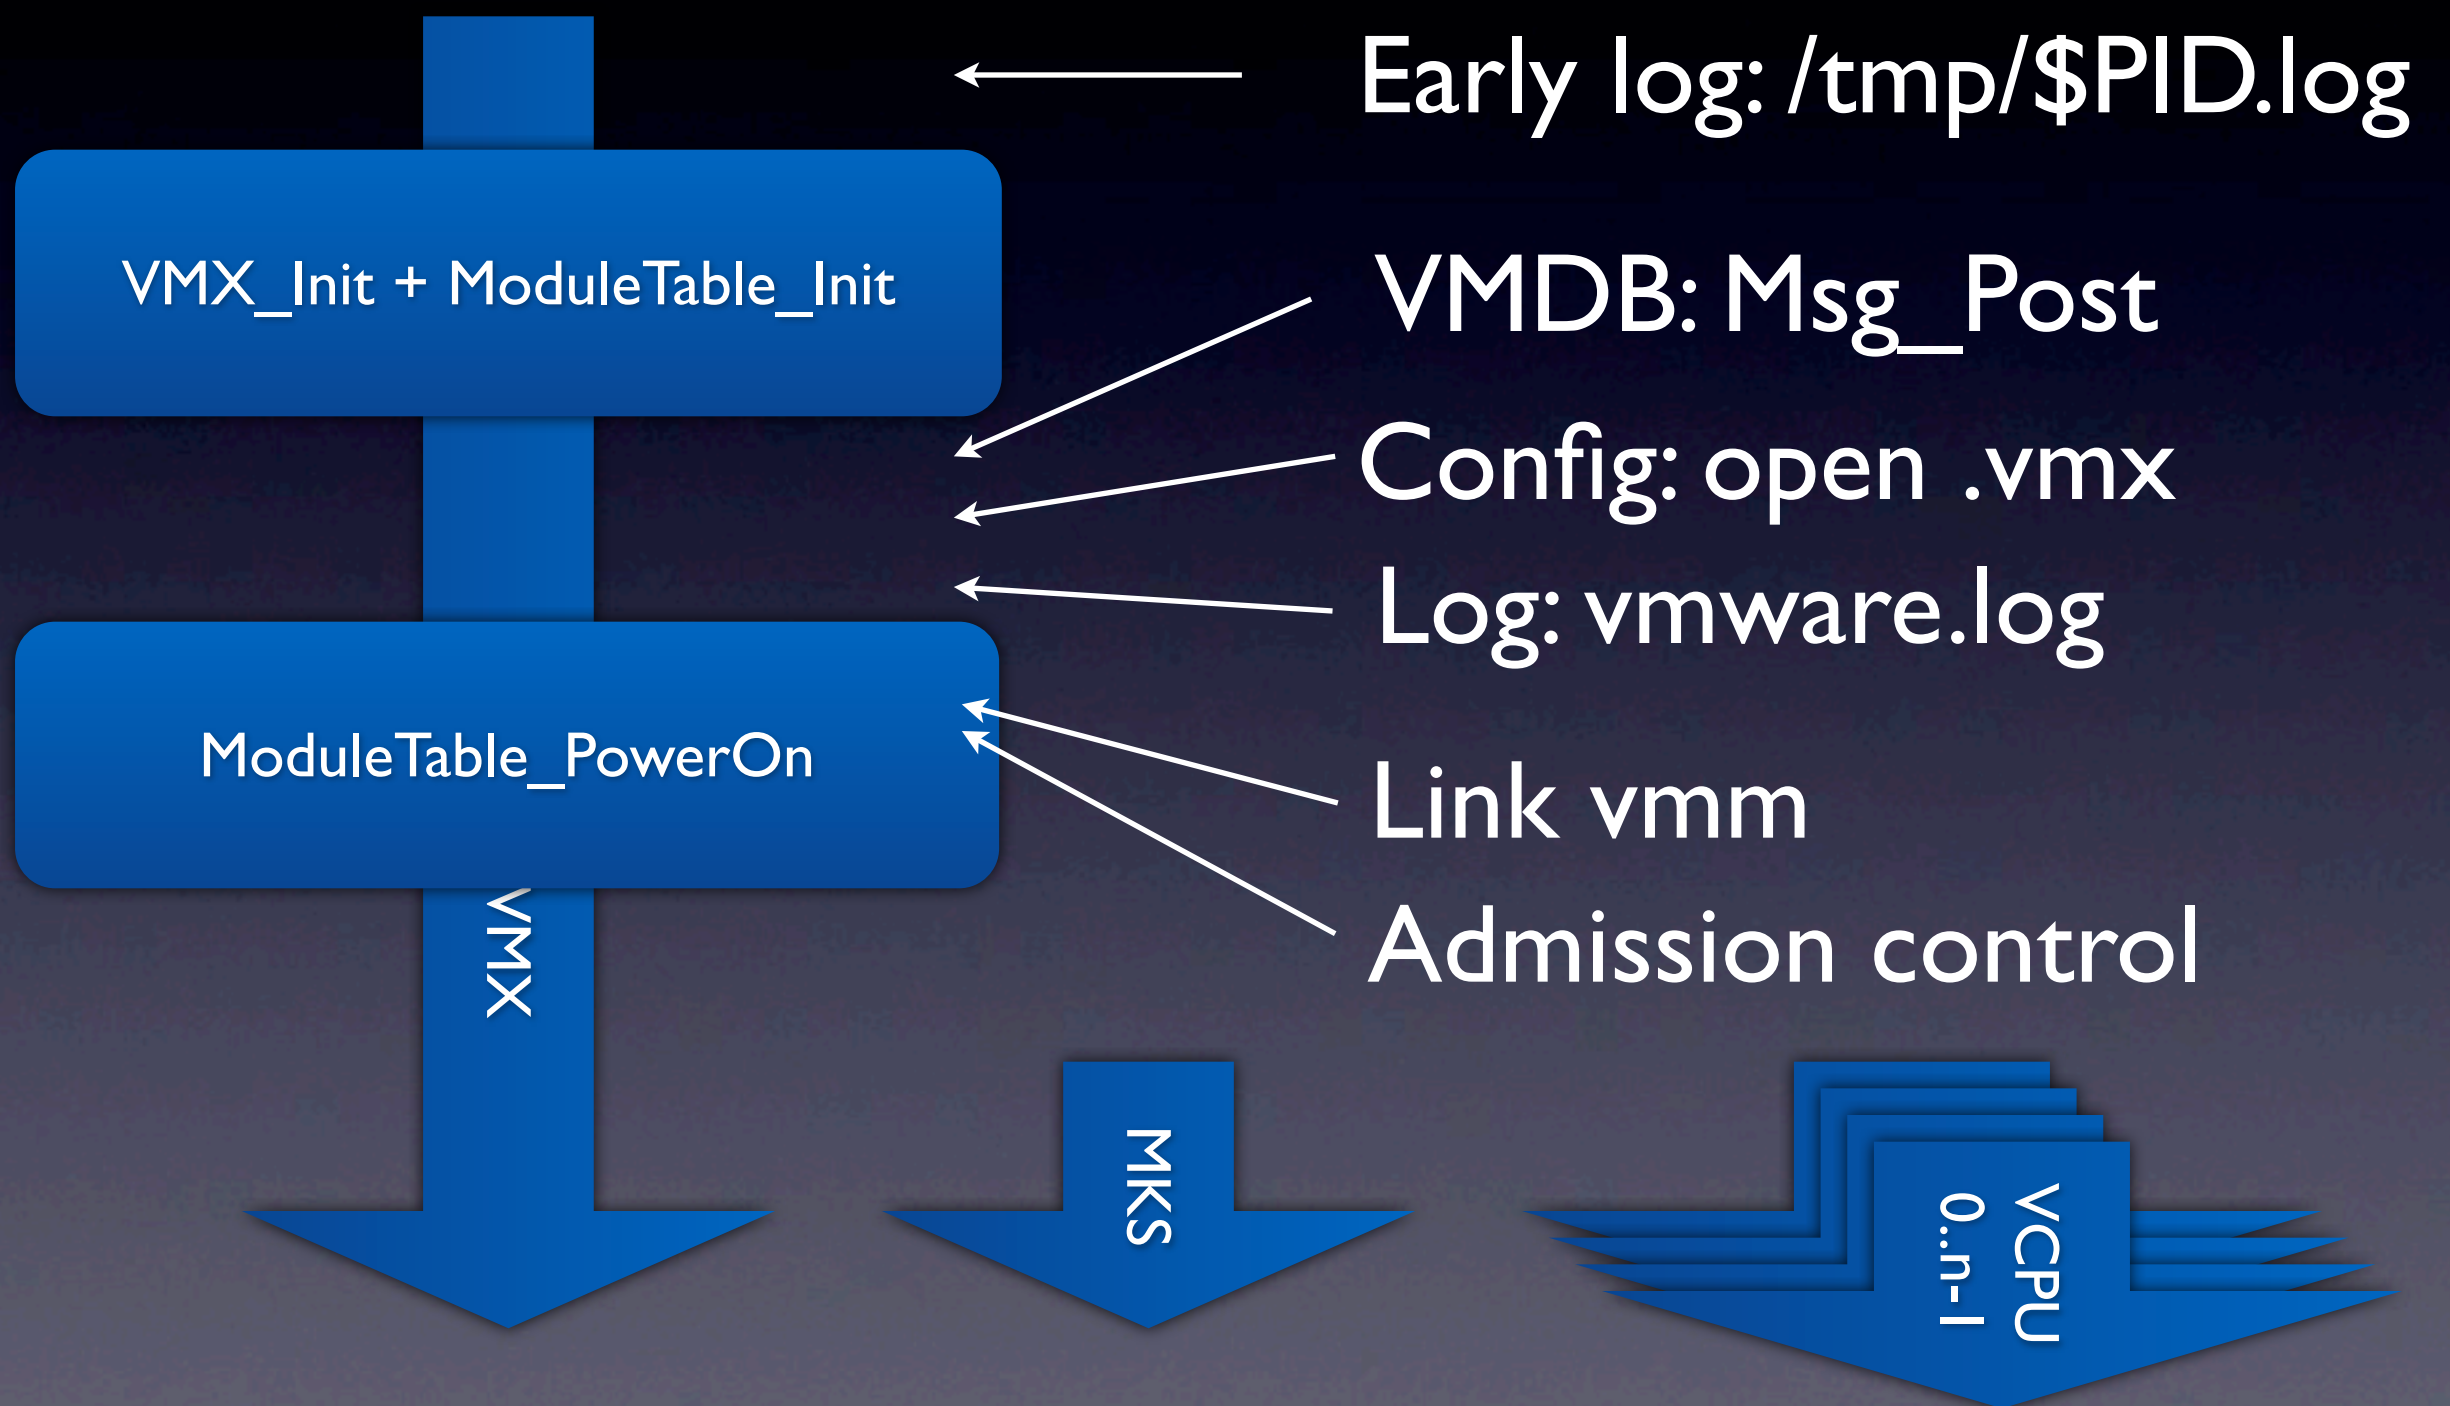 Early log: /tmp/$PID.log
VMX_Init + ModuleTable_Init
VMDB: Msg_Post
Config: open .vmx
Log: vmware.log
ModuleTable_PowerOn
Link vmm
Admission control
VMX
MKS
VCPU
0..n-1